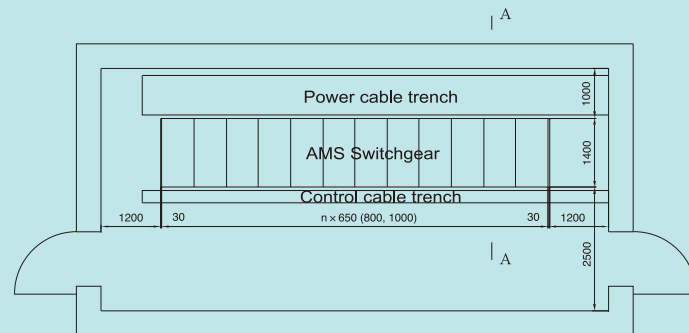 A
Power cable trench
1000
AMS Switchgear
1400
Control cable trench
1200
30
n×650 (800, 1000)
30
1200
2500
A